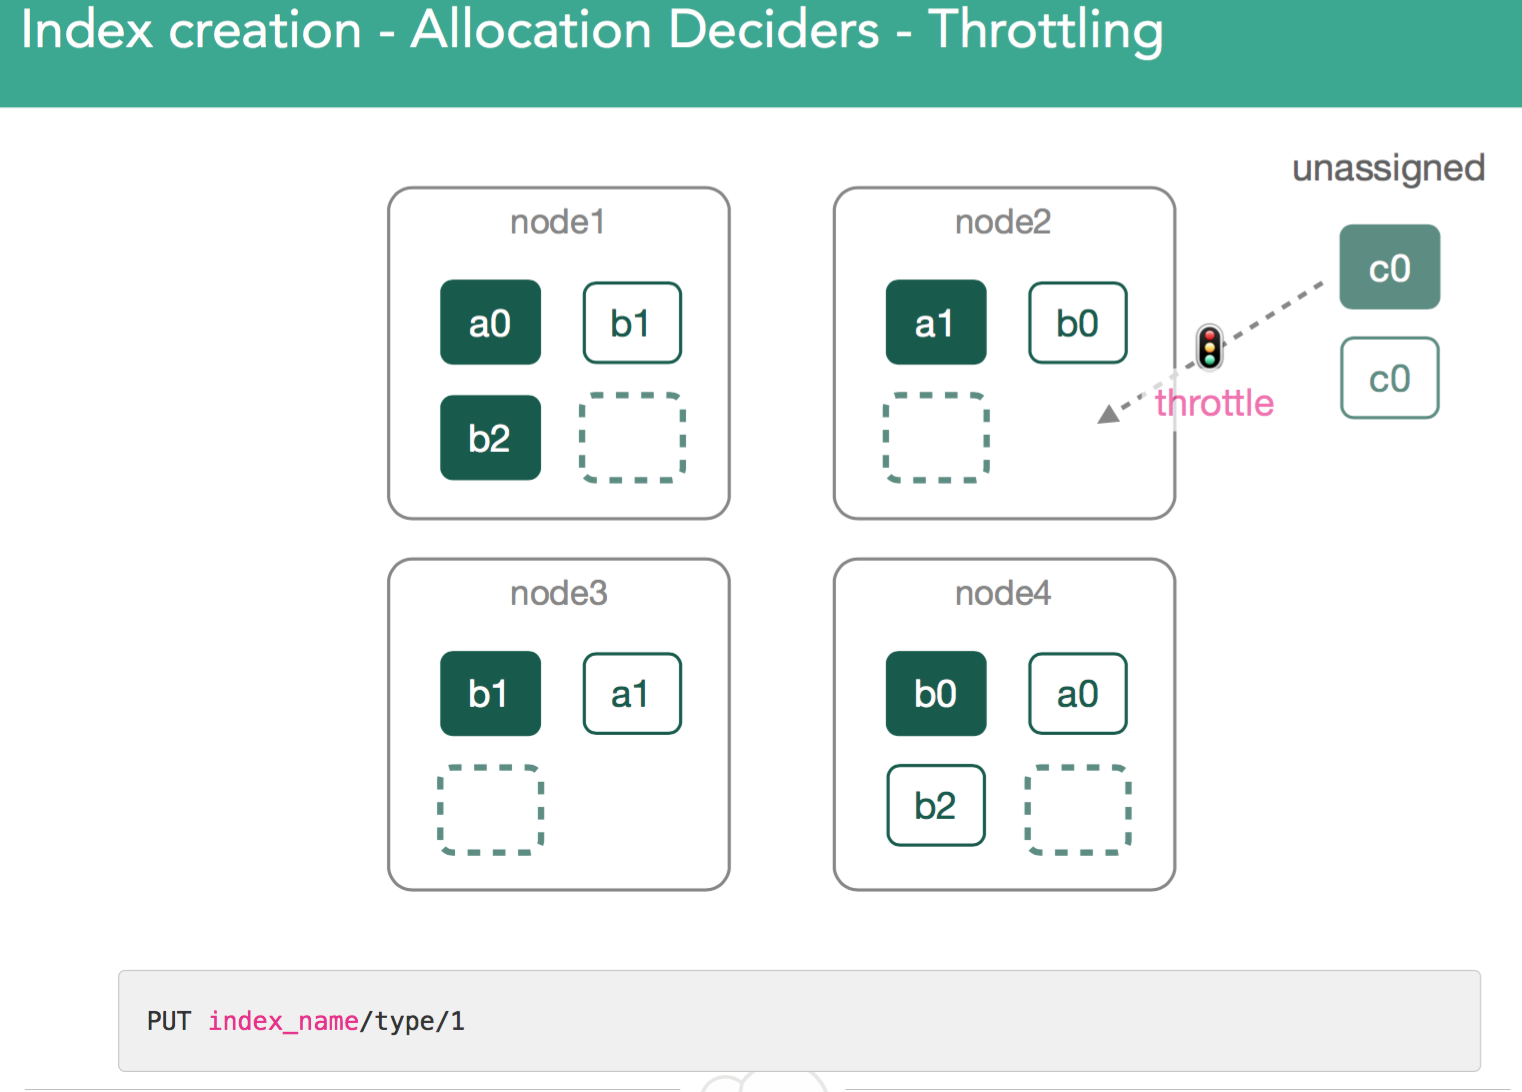 Index creation - Allocation Deciders - Throttling
unassigned
node1
a0 b1
b2
node2
a1 b0
throttle
c0
c0
node3
b1 a1
node4
b0 a0
b2
PUT index_name/type/1